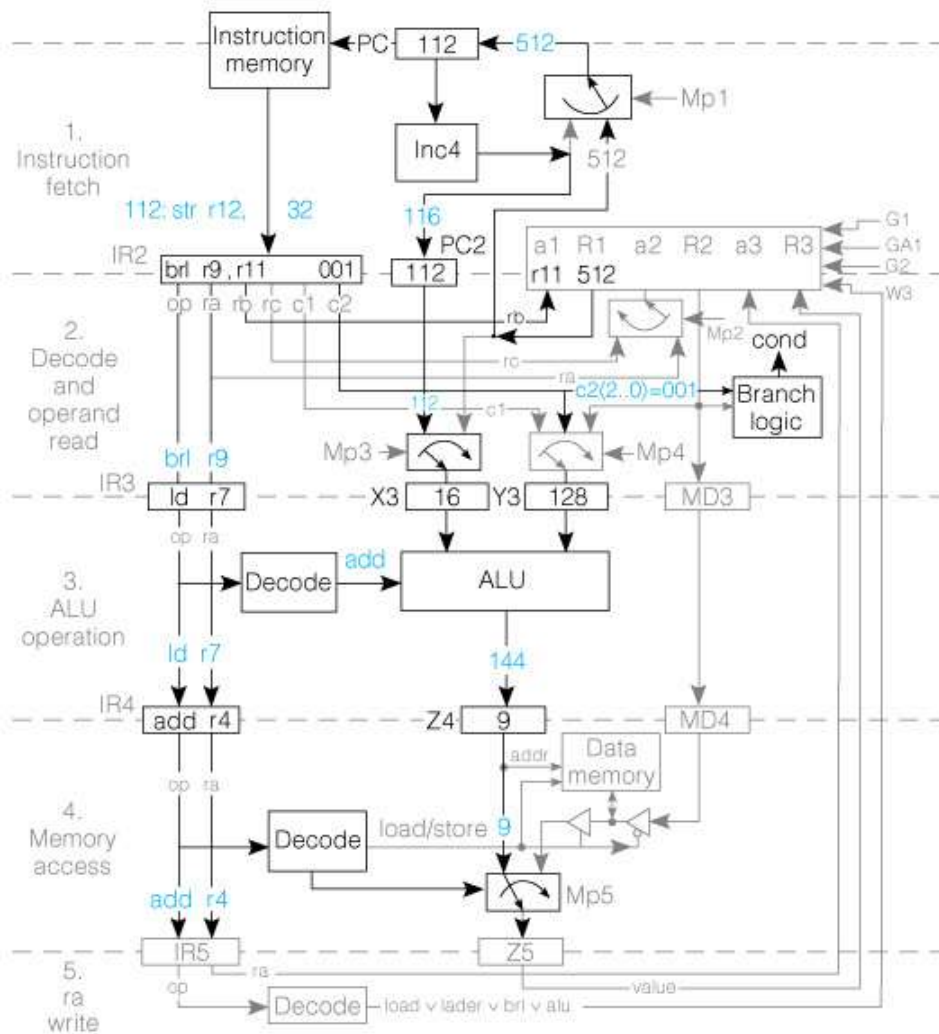 Instruction memory
PC
112
512
Mp1
1.
Instruction
fetch
Inc4
512
112: str r12, 32
116
PC2
G1
GA1
G2
W3
a1 R1 a2 R2 a3 R3
r11 512
IR2
brl r9, r11 001
112
op ra rb rc c1 c2
rb
Mp2
cond
2.
Decode
and
operand
read
rc
ra
c2(2..0)=001
Branch
logic
112
c1
Mp3
Mp4
brl r9
IR3
ld r7
X3
16
Y3
128
MD3
op ra
add
Decode
ALU
3.
ALU
operation
ld r7
144
IR4
add r4
Z4
9
MD4
addr
Data
memory
op ra
4.
Memory
access
Decode
load/store
9
add r4
Mp5
IR5
Z5
5.
ra
write
ra
op
value
Decode
load v lader v brl v alu